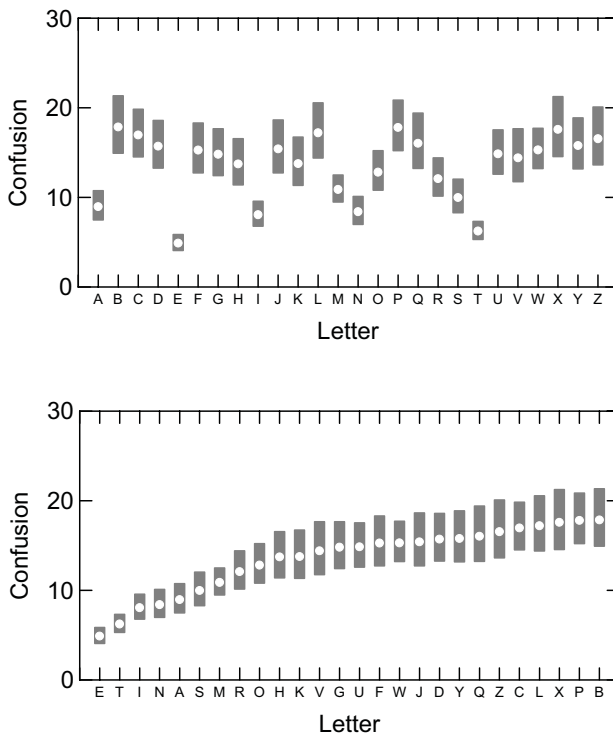 30
20
10
0
Confusion
A B C D E F G H I J K L M N O P Q R S T U V W X Y Z
Letter
30
20
10
0
Confusion
E T I N A S M R O H K V G U F W J D Y Q Z C L X P B
Letter